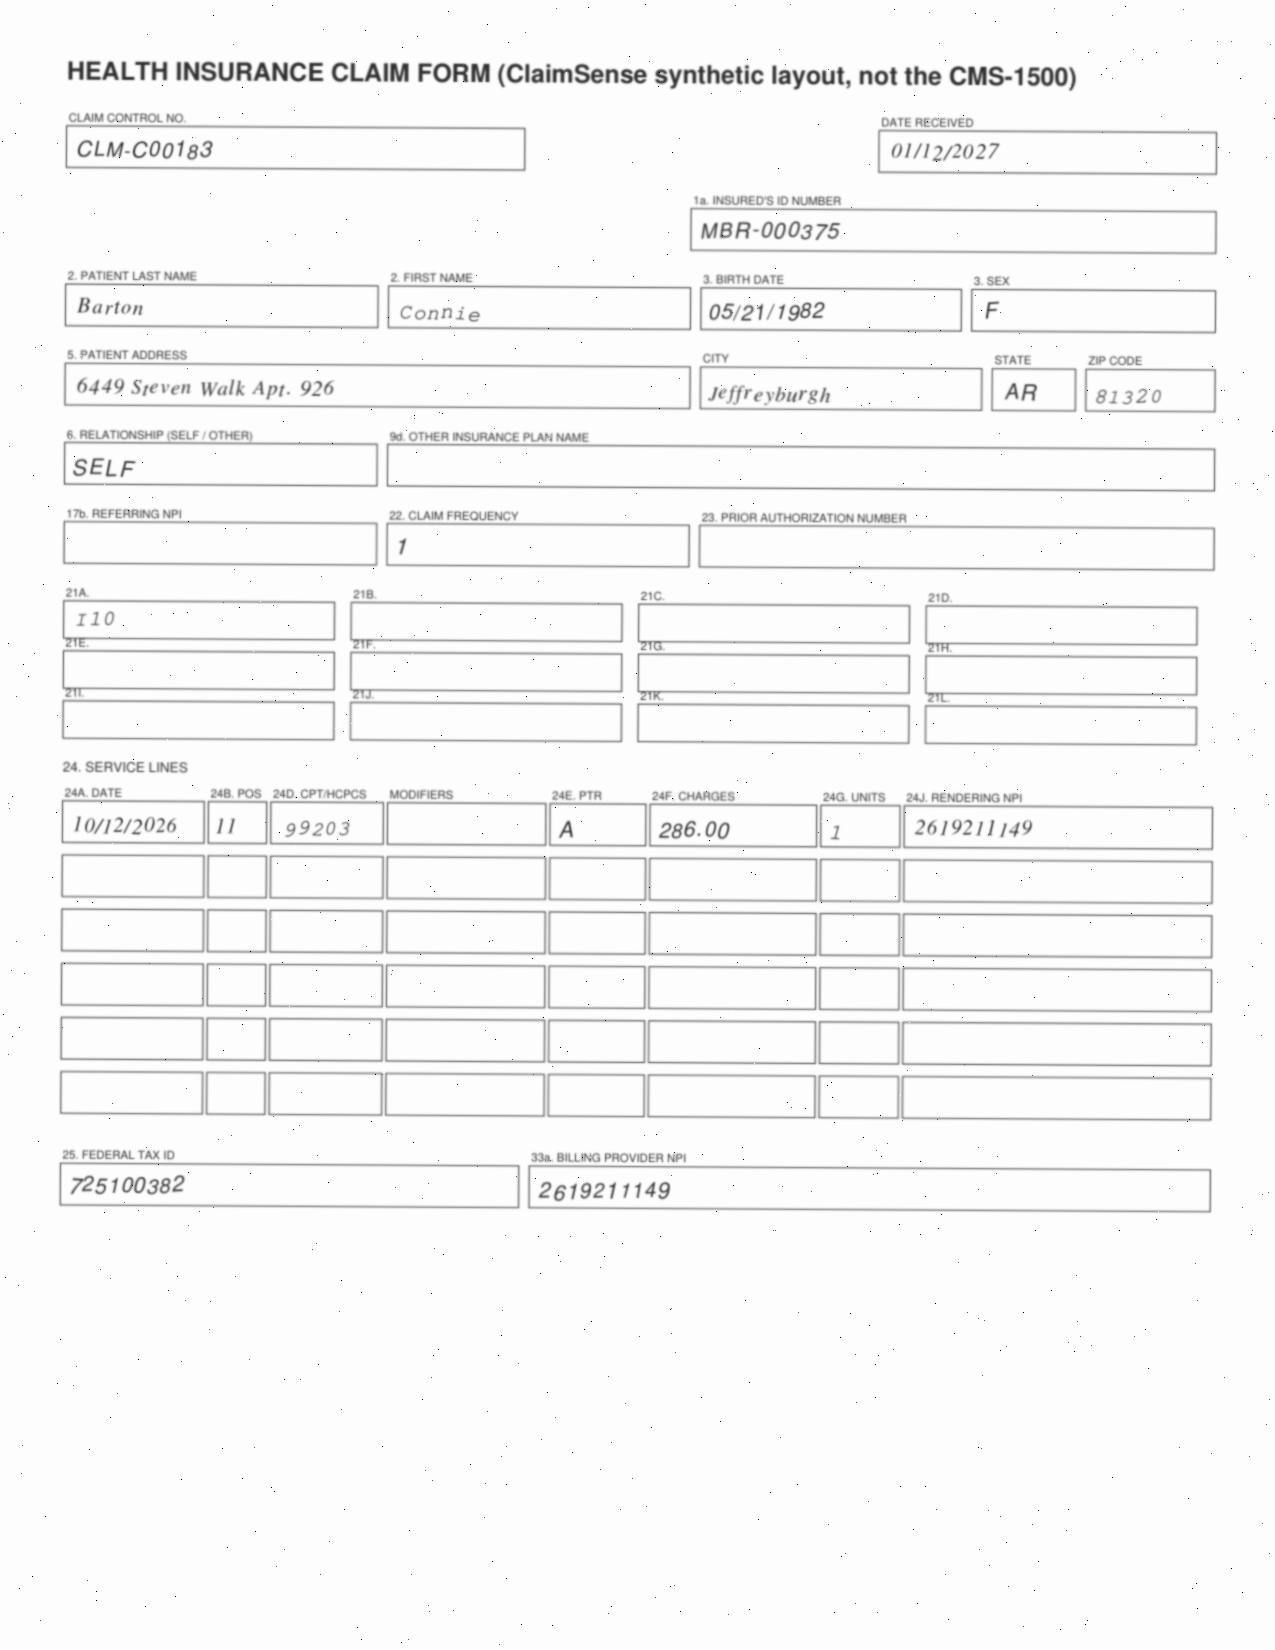 HEALTH INSURANCE CLAIM FORM (ClaimSense synthetic layout, not the CMS-1500)
CLAIM CONTROL NO. DATE RECEIVED
CLM-C00183 01/12/2027
1a. INSURED'S ID NUMBER
MBR-000375
2. PATIENT LAST NAME 2. FIRST NAME 3. BIRTH DATE 3. SEX
Barton Connie 05/21/1982 F
5. PATIENT ADDRESS CITY STATE ZIP CODE
6449 Steven Walk Apt. 926 Jeffreyburgh AR 81320
6. RELATIONSHIP (SELF / OTHER) 9d. OTHER INSURANCE PLAN NAME
SELF
17b. REFERRING NPI 22. CLAIM FREQUENCY 23. PRIOR AUTHORIZATION NUMBER
1
21A. 21B. 21C. 21D.
I10
21E. 21F. 21G. 21H.
21I. 21J. 21K. 21L.
24. SERVICE LINES
24A. DATE 24B. POS 24D. CPT/HCPCS MODIFIERS 24E. PTR 24F. CHARGES 24G. UNITS 24J. RENDERING NPI
10/12/2026 11 99203 A 286.00 1 2619211149
25. FEDERAL TAX ID 33a. BILLING PROVIDER NPI
725100382 2619211149